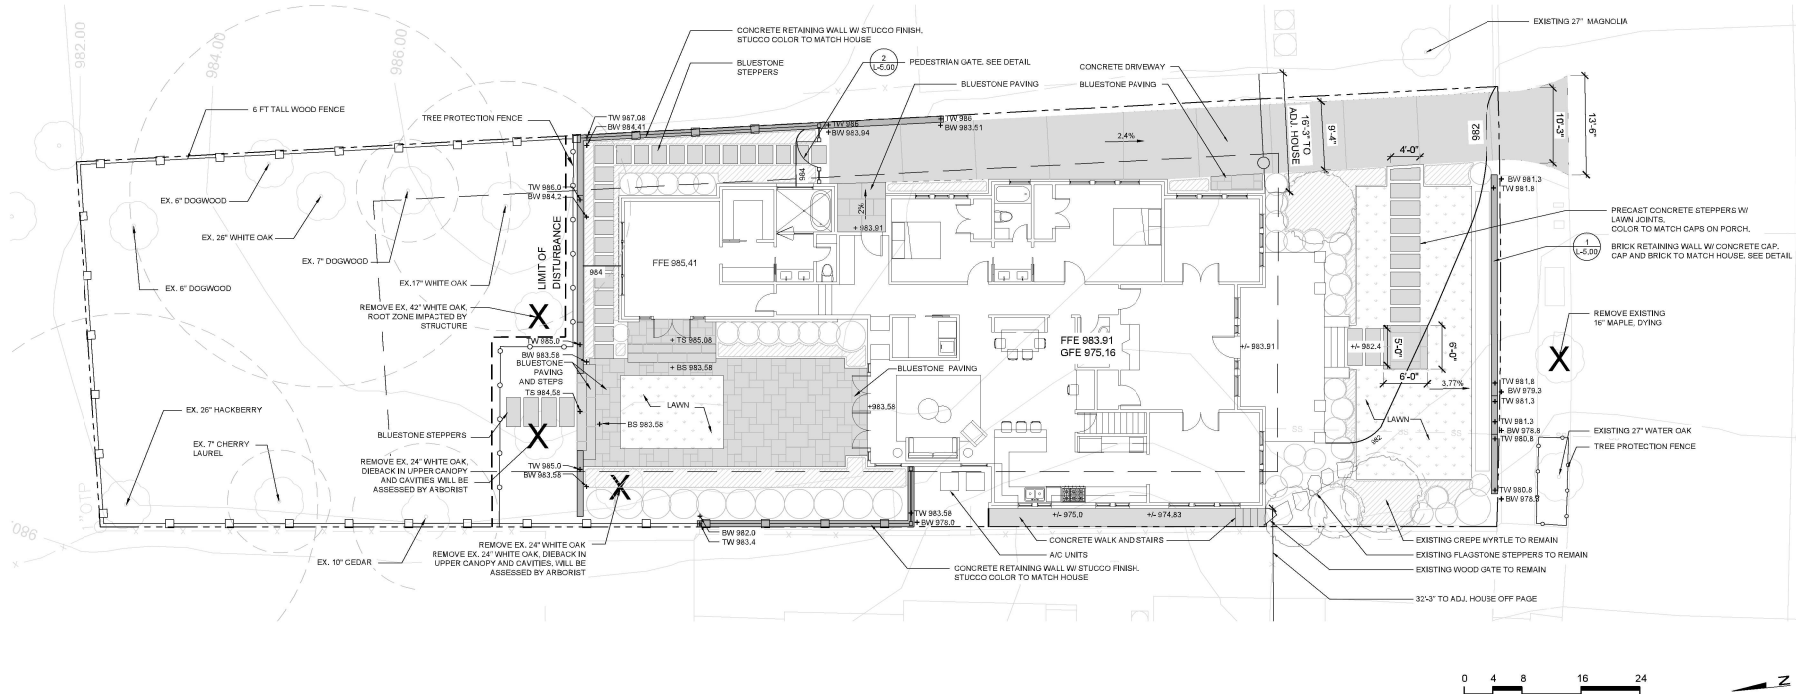 982.00
984.00
986.00
CONCRETE RETAINING WALL W/ STUCCO FINISH,
STUCCO COLOR TO MATCH HOUSE
BLUESTONE
STEPPERS
2
L-5.00
PEDESTRIAN GATE. SEE DETAIL
BLUESTONE PAVING
CONCRETE DRIVEWAY
BLUESTONE PAVING
EXISTING 27" MAGNOLIA
6 FT TALL WOOD FENCE
TREE PROTECTION FENCE
TW 987.08
BW 984.41
TW 986
BW 983.94
TW 986
BW 983.51
2.4%
16'-3" TO
ADJ. HOUSE
9'-4"
982
10'-3"
13'-6"
4'-0"
984
TW 986.0
BW 984.2
2%
+ 983.91
BW 981.3
TW 981.8
EX. 6" DOGWOOD
EX. 26" WHITE OAK
EX. 7" DOGWOOD
EX.17" WHITE OAK
EX. 6" DOGWOOD
LIMIT OF
DISTURBANCE
984
FFE 985.41
PRECAST CONCRETE STEPPERS W/
LAWN JOINTS.
COLOR TO MATCH CAPS ON PORCH.
1
L-5.00
BRICK RETAINING WALL W/ CONCRETE CAP.
CAP AND BRICK TO MATCH HOUSE. SEE DETAIL
REMOVE EX. 42" WHITE OAK,
ROOT ZONE IMPACTED BY
STRUCTURE
X
REMOVE EXISTING
16" MAPLE, DYING
X
TW 985.0
BW 983.58
BLUESTONE
PAVING
AND STEPS
TS 984.58
+ TS 985.08
+ BS 983.58
FFE 983.91
GFE 975.16
+/- 983.91
+/- 982.4
5'-0"
6'-0"
6'-0"
3.77%
BLUESTONE PAVING
LAWN
+983.58
BS 983.58
TW 981.8
BW 979.3
TW 981.3
TW 981.3
BW 978.8
TW 980.8
LAWN
982
SS
SS
EX. 26" HACKBERRY
EX. 7" CHERRY
LAUREL
BLUESTONE STEPPERS
X
REMOVE EX. 24" WHITE OAK,
DIEBACK IN UPPER CANOPY
AND CAVITIES WILL BE
ASSESSED BY ARBORIST
TW 985.0
BW 983.58
X
EXISTING 27" WATER OAK
TREE PROTECTION FENCE
TW 980.8
TW 983.58
BW 978.0
+/- 975.0
+/- 974.83
BW 982.0
TW 983.4
EX. 10" CEDAR
REMOVE EX. 24" WHITE OAK
REMOVE EX. 24" WHITE OAK, DIEBACK IN
UPPER CANOPY AND CAVITIES, WILL BE
ASSESSED BY ARBORIST
CONCRETE WALK AND STAIRS
A/C UNITS
CONCRETE RETAINING WALL W/ STUCCO FINISH.
STUCCO COLOR TO MATCH HOUSE
EXISTING CREPE MYRTLE TO REMAIN
EXISTING FLAGSTONE STEPPERS TO REMAIN
EXISTING WOOD GATE TO REMAIN
32'-3" TO ADJ. HOUSE OFF PAGE
0 4 8 16 24
N